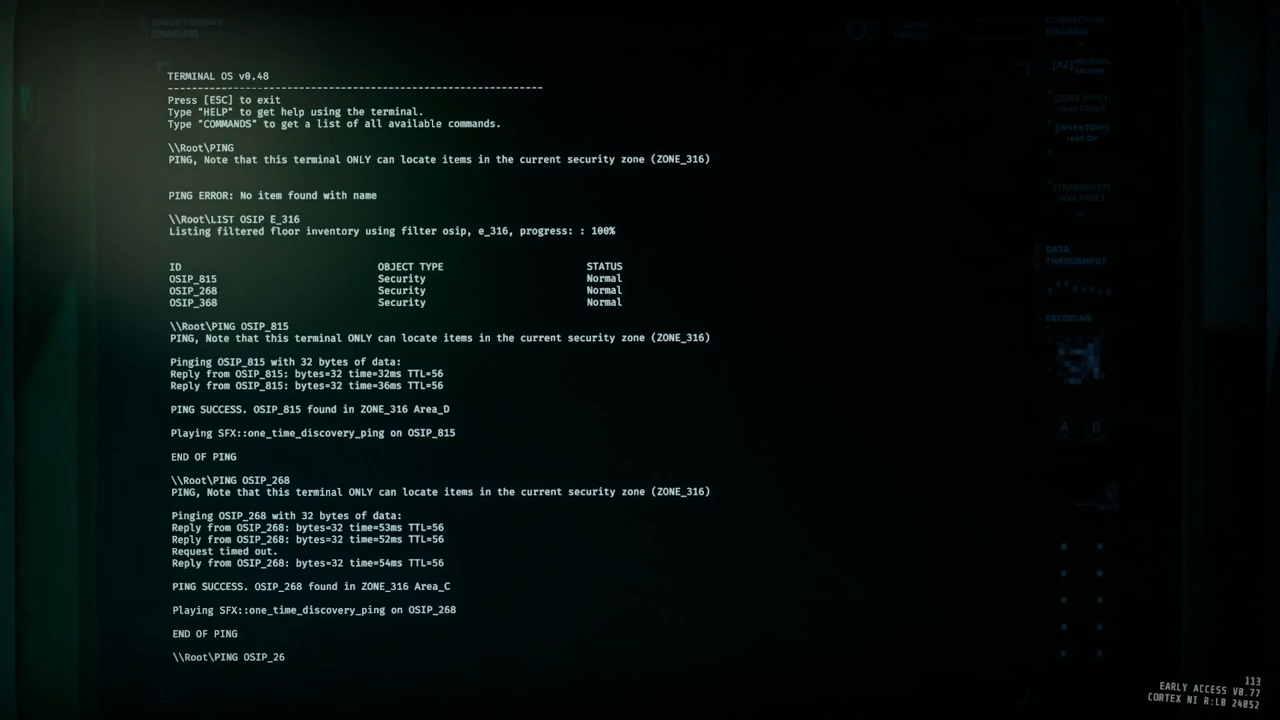 TERMINAL OS v0.48
---------------------------------------------------------------
Press [ESC] to exit
Type "HELP" to get help using the terminal.
Type "COMMANDS" to get a list of all available commands.
\\Root\PING
PING, Note that this terminal ONLY can locate items in the current security zone (ZONE_316)
PING ERROR: No item found with name
\\Root\LIST OSIP E_316
Listing filtered floor inventory using filter osip, e_316, progress: : 100%
ID OBJECT TYPE STATUS
OSIP_815 Security Normal
OSIP_268 Security Normal
OSIP_368 Security Normal
\\Root\PING OSIP_815
PING, Note that this terminal ONLY can locate items in the current security zone (ZONE_316)
Pinging OSIP_815 with 32 bytes of data:
Reply from OSIP_815: bytes=32 time=32ms TTL=56
Reply from OSIP_815: bytes=32 time=36ms TTL=56
PING SUCCESS. OSIP_815 found in ZONE_316 Area_D
Playing SFX::one_time_discovery_ping on OSIP_815
END OF PING
\\Root\PING OSIP_268
PING, Note that this terminal ONLY can locate items in the current security zone (ZONE_316)
Pinging OSIP_268 with 32 bytes of data:
Reply from OSIP_268: bytes=32 time=53ms TTL=56
Reply from OSIP_268: bytes=32 time=52ms TTL=56
Request timed out.
Reply from OSIP_268: bytes=32 time=54ms TTL=56
PING SUCCESS. OSIP_268 found in ZONE_316 Area_C
Playing SFX::one_time_discovery_ping on OSIP_268
END OF PING
\\Root\PING OSIP_26
CONNECTION
DIAGRAM
[INVENTORY]
DATA
THROUGHPUT
DECODING
A D
113
EARLY ACCESS V0.77
CORTEX NI R:L0 24052